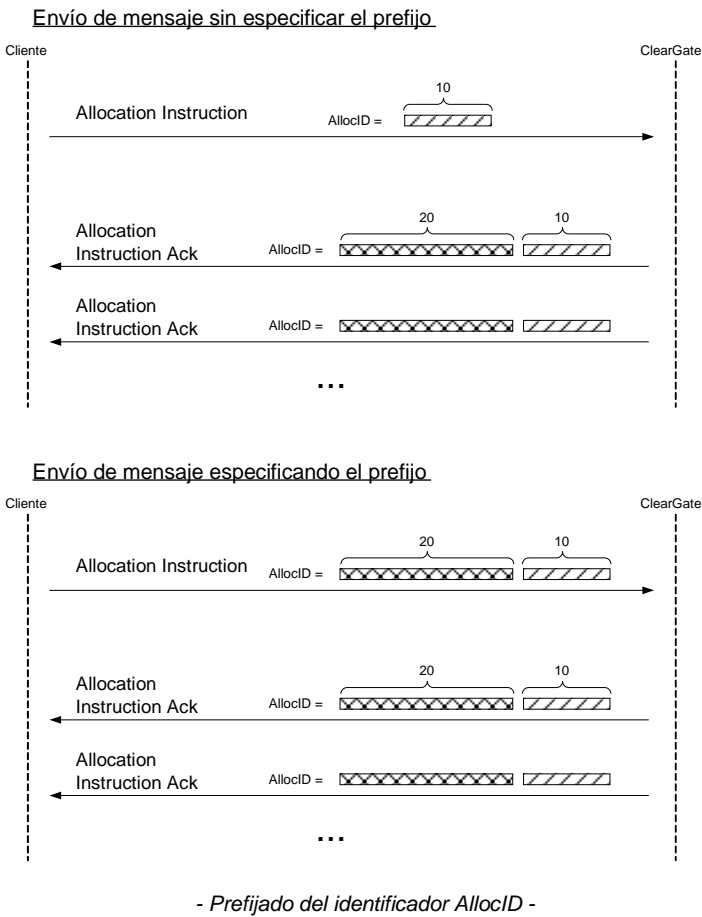 Envío de mensaje sin especificar el prefijo
Cliente
ClearGate
10
Allocation Instruction
AllocID =
20
10
Allocation
Instruction Ack
AllocID =
Allocation
Instruction Ack
AllocID =
...
Envío de mensaje especificando el prefijo
Cliente
ClearGate
20
10
Allocation Instruction
AllocID =
20
10
Allocation
Instruction Ack
AllocID =
Allocation
Instruction Ack
AllocID =
...
- Prefijado del identificador AllocID -